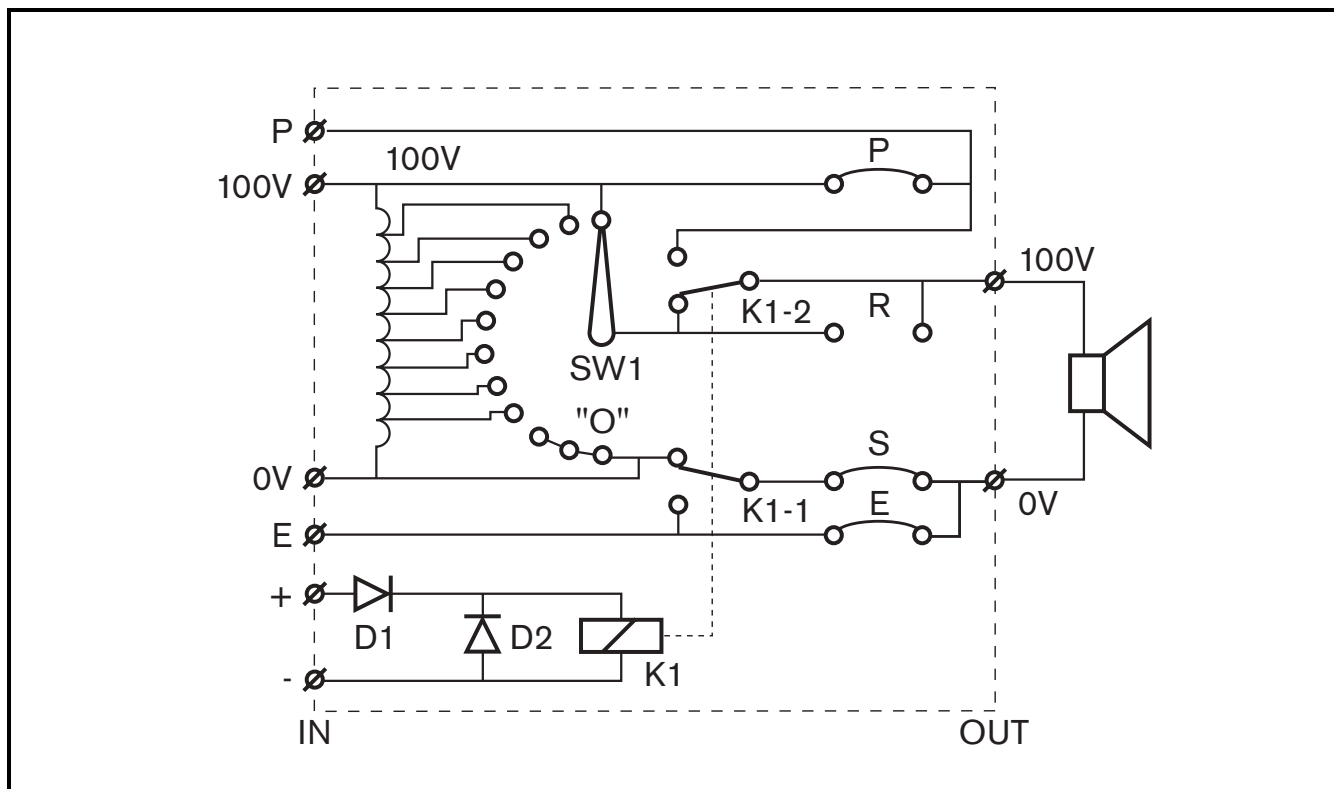 P
100V
P
100V
100V
K1-2
R
SW1
"O"
S
0V
K1-1
0V
E
E
+
D1
D2
-
K1
IN
OUT